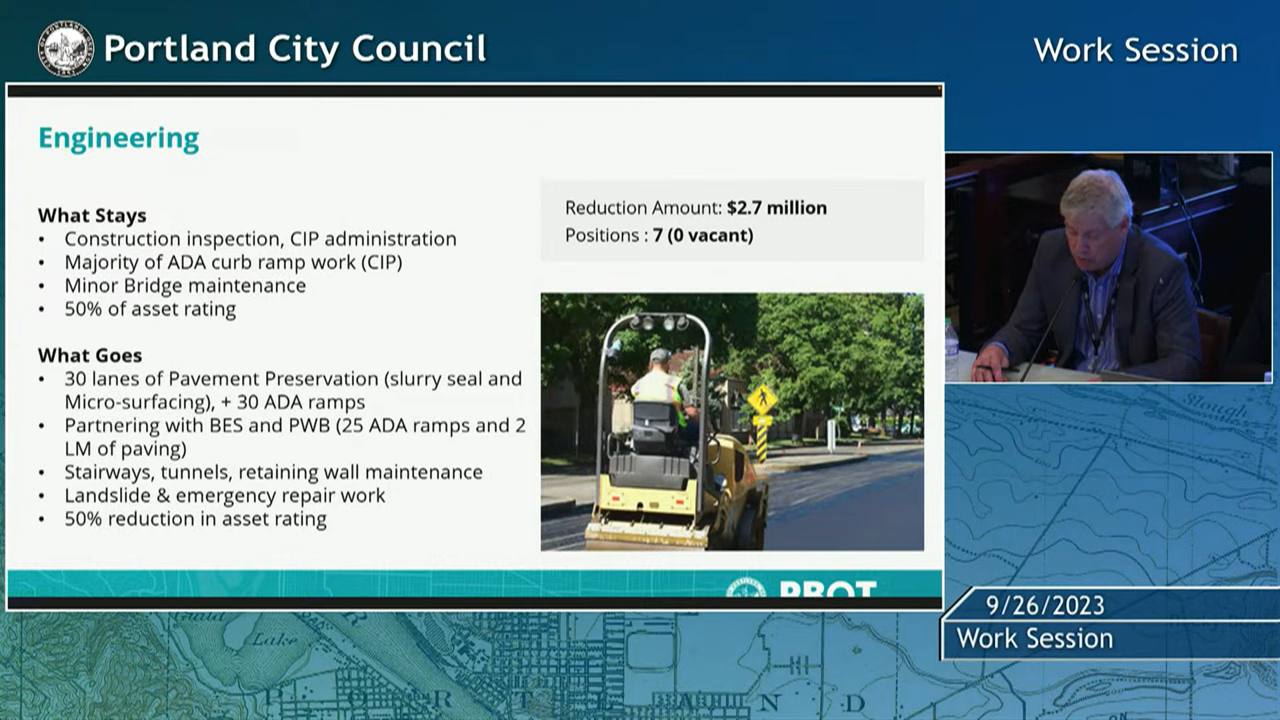 Portland City Council
Work Session
Engineering
What Stays
• Construction inspection, CIP administration
• Majority of ADA curb ramp work (CIP)
• Minor Bridge maintenance
• 50% of asset rating
What Goes
• 30 lanes of Pavement Preservation (slurry seal and
Micro-surfacing), + 30 ADA ramps
• Partnering with BES and PWB (25 ADA ramps and 2
LM of paving)
• Stairways, tunnels, retaining wall maintenance
• Landslide & emergency repair work
• 50% reduction in asset rating
Reduction Amount: $2.7 million
Positions : 7 (0 vacant)
PBOT
9/26/2023
Work Session
Slough
Guild
Lake
R T L A N D